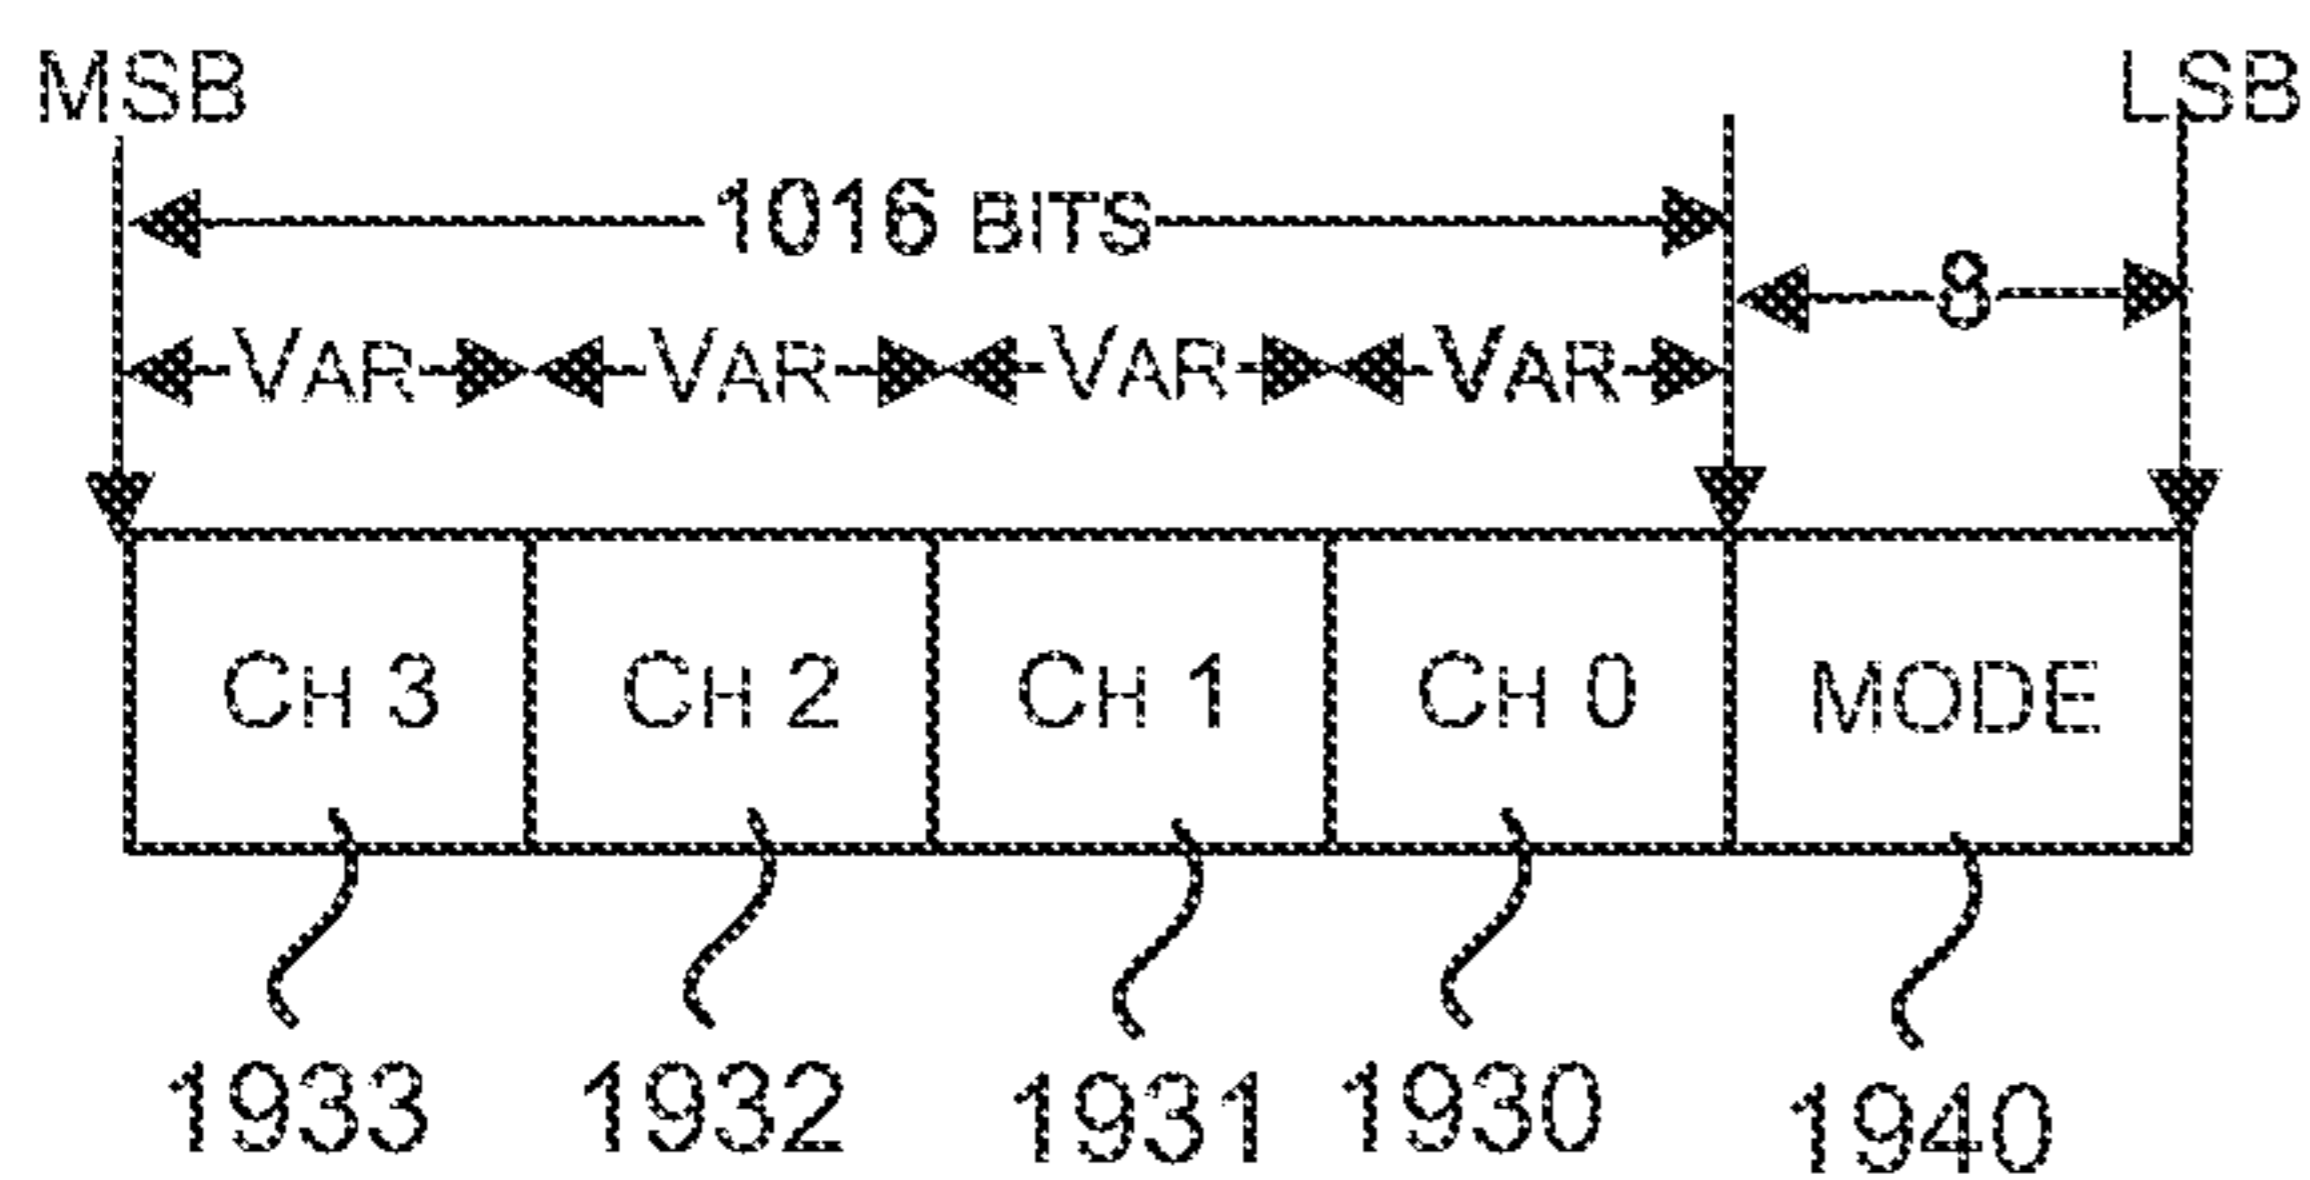 MSB LSB
1016 BITS
8
VAR VAR VAR VAR
CH 3 CH 2 CH 1 CH 0 MODE
1933 1932 1931 1930 1940